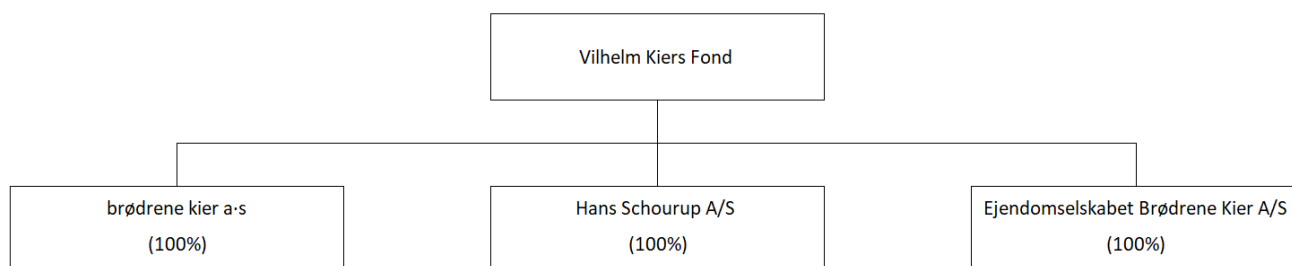 Vilhelm Kiers Fond
brødrene kier a·s
(100%)
Hans Schourup A/S
(100%)
Ejendomselskabet Brødrene Kier A/S
(100%)